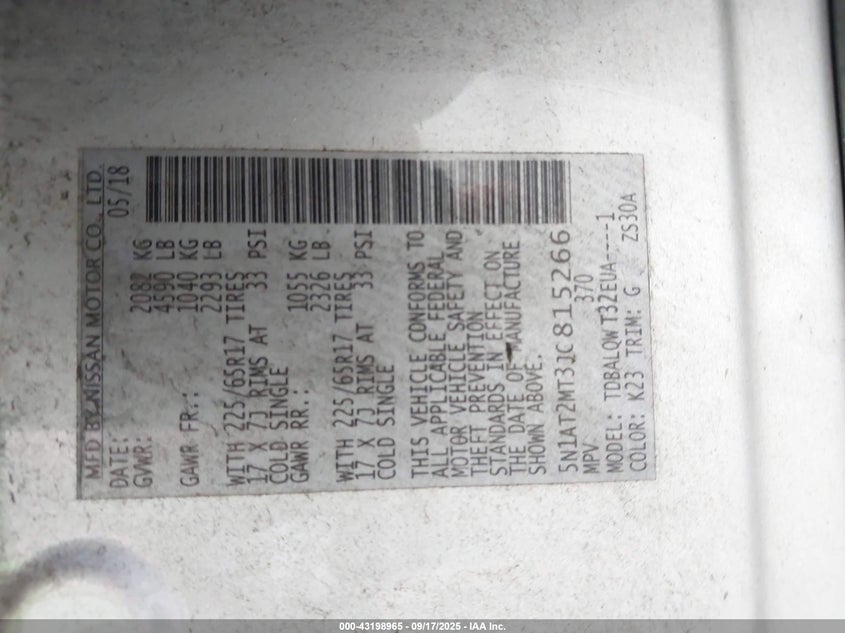 MFD BY NISSAN MOTOR CO., LTD.
DATE: 05/18
GVWR: 2082 KG
4590 LB
GAWR FR.: 1040 KG
2293 LB
WITH 225/65R17 TIRES
17 X 7J RIMS AT 33 PSI
COLD SINGLE
GAWR RR.: 1055 KG
2326 LB
WITH 225/65R17 TIRES
17 X 7J RIMS AT 33 PSI
COLD SINGLE
THIS VEHICLE CONFORMS TO
ALL APPLICABLE FEDERAL
MOTOR VEHICLE SAFETY AND
THEFT PREVENTION
STANDARDS IN EFFECT ON
THE DATE OF MANUFACTURE
SHOWN ABOVE.
5N1AT2MT3JC815266
MPV 370
MODEL: TDBALQWT32EUA----1
COLOR: K23 TRIM: G ZS30A
000-43198965 - 09/17/2025 - IAA Inc.